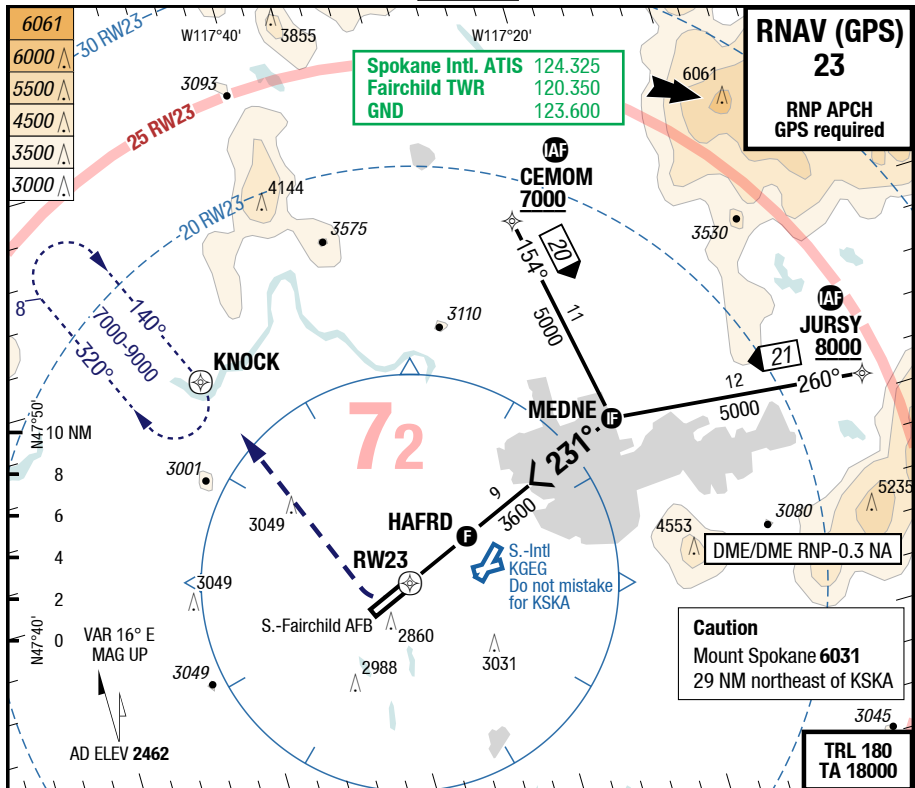 6061
6000
5500
4500
3500
3000
30 RW23
W117°40'
3855
W117°20'
3093
25 RW23
Spokane Intl. ATIS 124.325
Fairchild TWR 120.350
GND 123.600
6061
RNAV (GPS)
23
RNP APCH
GPS required
IAF
CEMOM
7000
20 RW23
4144
3575
3530
20
154°
11
5000
IAF
JURSY
8000
8
140°
7000-9000
320°
3110
KNOCK
21
12
260°
5000
MEDNE
IF
N47°50'
10 NM
72
231°
3001
8
9
3600
5235
3049
6
HAFRD
F
3080
4553
4
RW23
S.-Intl
KGEG
Do not mistake
for KSKA
DME/DME RNP-0.3 NA
3049
2
S.-Fairchild AFB
2860
N47°40'
0
VAR 16° E
MAG UP
3031
2988
3049
Caution
Mount Spokane 6031
29 NM northeast of KSKA
3045
AD ELEV 2462
TRL 180
TA 18000